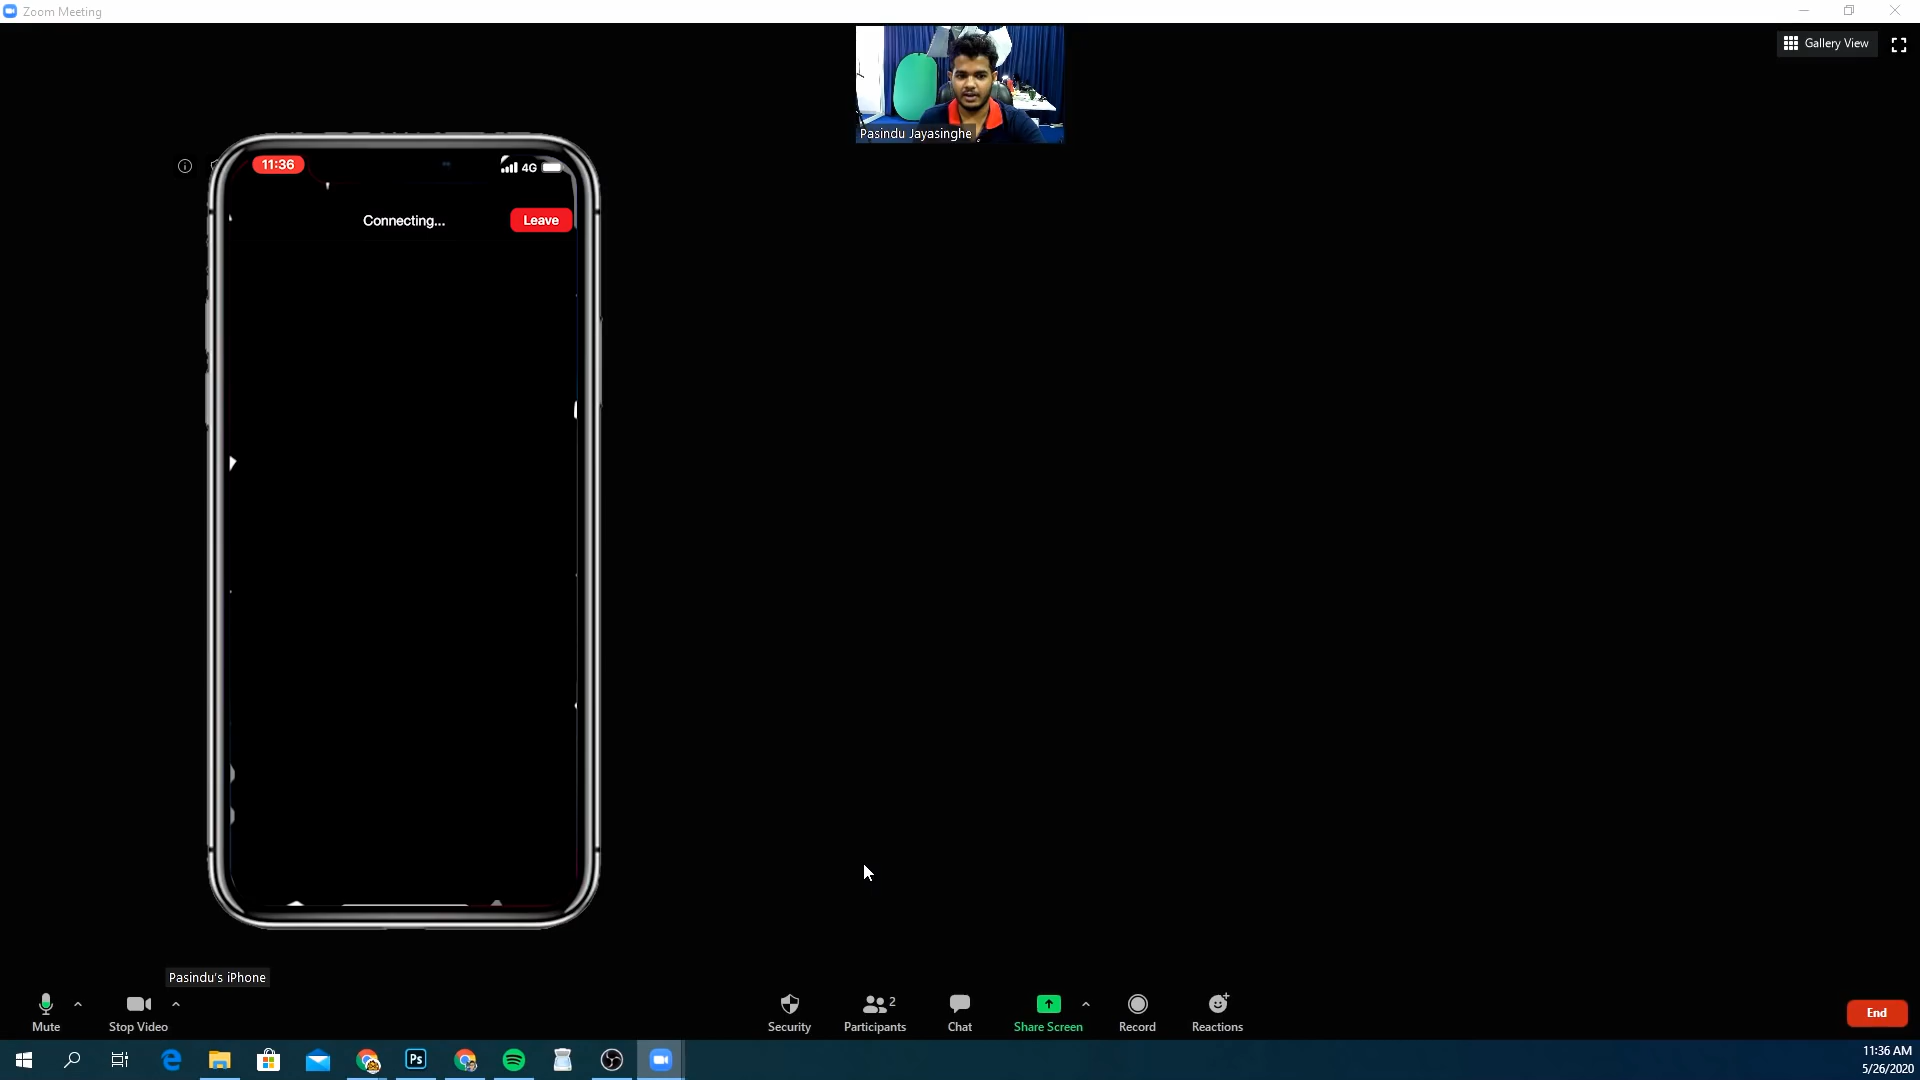 Zoom Meeting
Gallery View
Pasindu Jayasinghe
11:36
4G
Connecting...
Leave
Pasindu's iPhone
Mute
Stop Video
Security
2
Participants
Chat
Share Screen
Record
Reactions
End
Ps
11:36 AM
5/26/2020